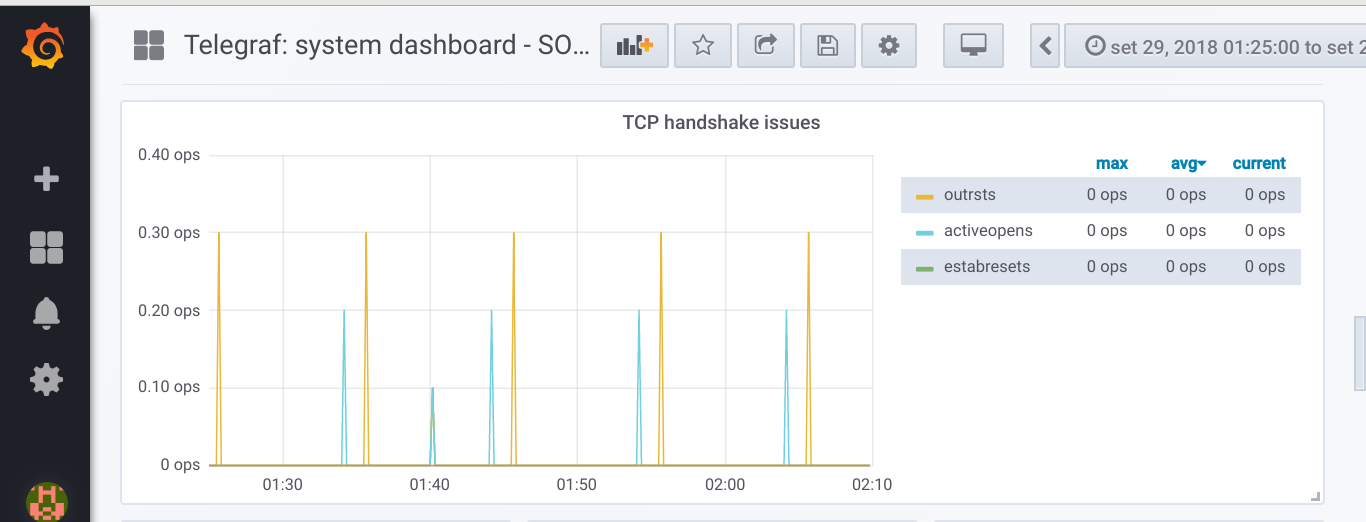 Telegraf: system dashboard - SO...
set 29, 2018 01:25:00 to set 2
TCP handshake issues
0.40 ops
0.30 ops
0.20 ops
0.10 ops
0 ops
01:30 01:40 01:50 02:00 02:10
max avg current
outrsts 0 ops 0 ops 0 ops
activeopens 0 ops 0 ops 0 ops
estabresets 0 ops 0 ops 0 ops